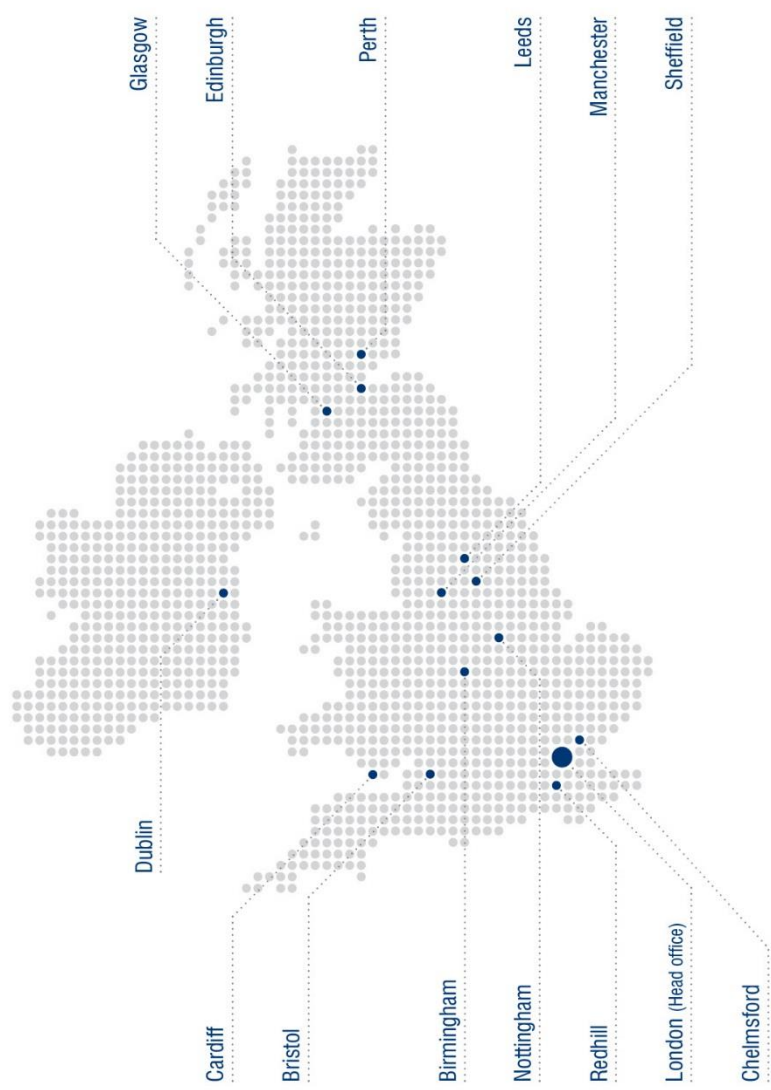 Glasgow
Edinburgh
Perth
Leeds
Manchester
Sheffield
Dublin
Cardiff
Bristol
Birmingham
Nottingham
Redhill
London (Head office)
Chelmsford